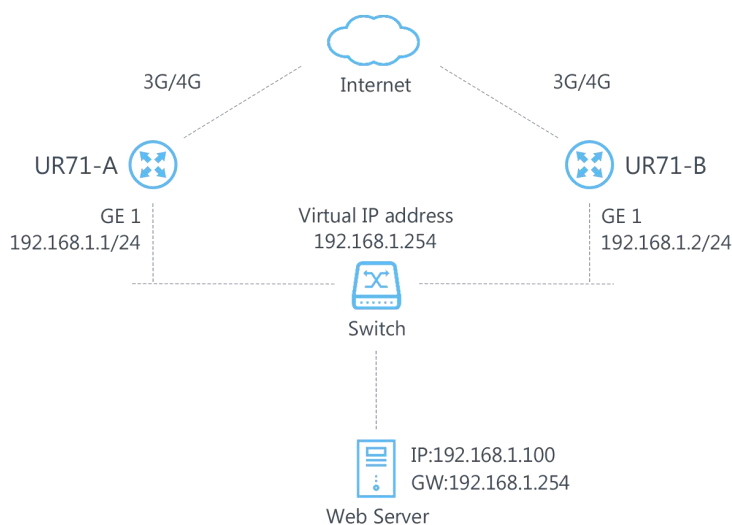 3G/4G
Internet
3G/4G
UR71-A
UR71-B
GE 1
192.168.1.1/24
Virtual IP address
192.168.1.254
GE 1
192.168.1.2/24
Switch
IP:192.168.1.100
GW:192.168.1.254
Web Server